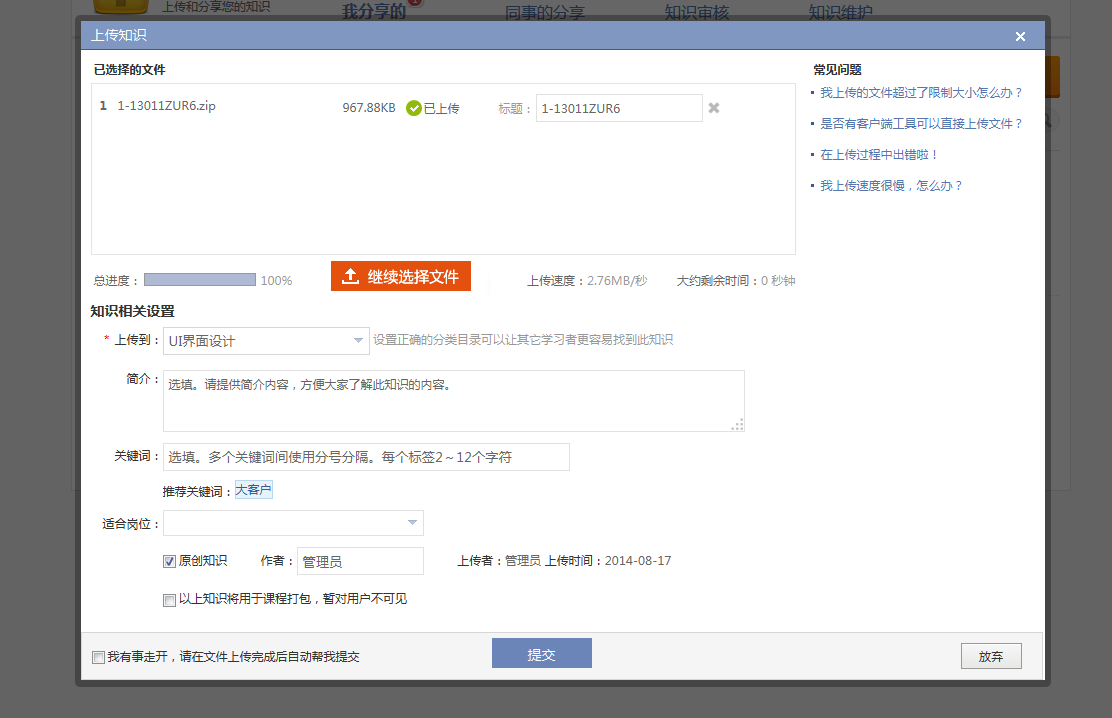 上传和分享您的知识
我分享的 1
同事的分享
知识审核
知识维护
上传知识
已选择的文件
1 1-13011ZUR6.zip 967.88KB 已上传 标题： 1-13011ZUR6
常见问题
我上传的文件超过了限制大小怎么办？
是否有客户端工具可以直接上传文件？
在上传过程中出错啦！
我上传速度很慢，怎么办？
总进度： 100% 继续选择文件 上传速度：2.76MB/秒 大约剩余时间：0 秒钟
知识相关设置
* 上传到： UI界面设计 设置正确的分类目录可以让其它学习者更容易找到此知识
简介： 选填。请提供简介内容，方便大家了解此知识的内容。
关键词： 选填。多个关键词间使用分号分隔。每个标签2～12个字符
推荐关键词： 大客户
适合岗位：
原创知识 作者： 管理员 上传者：管理员 上传时间：2014-08-17
以上知识将用于课程打包，暂对用户不可见
我有事走开，请在文件上传完成后自动帮我提交 提交 放弃